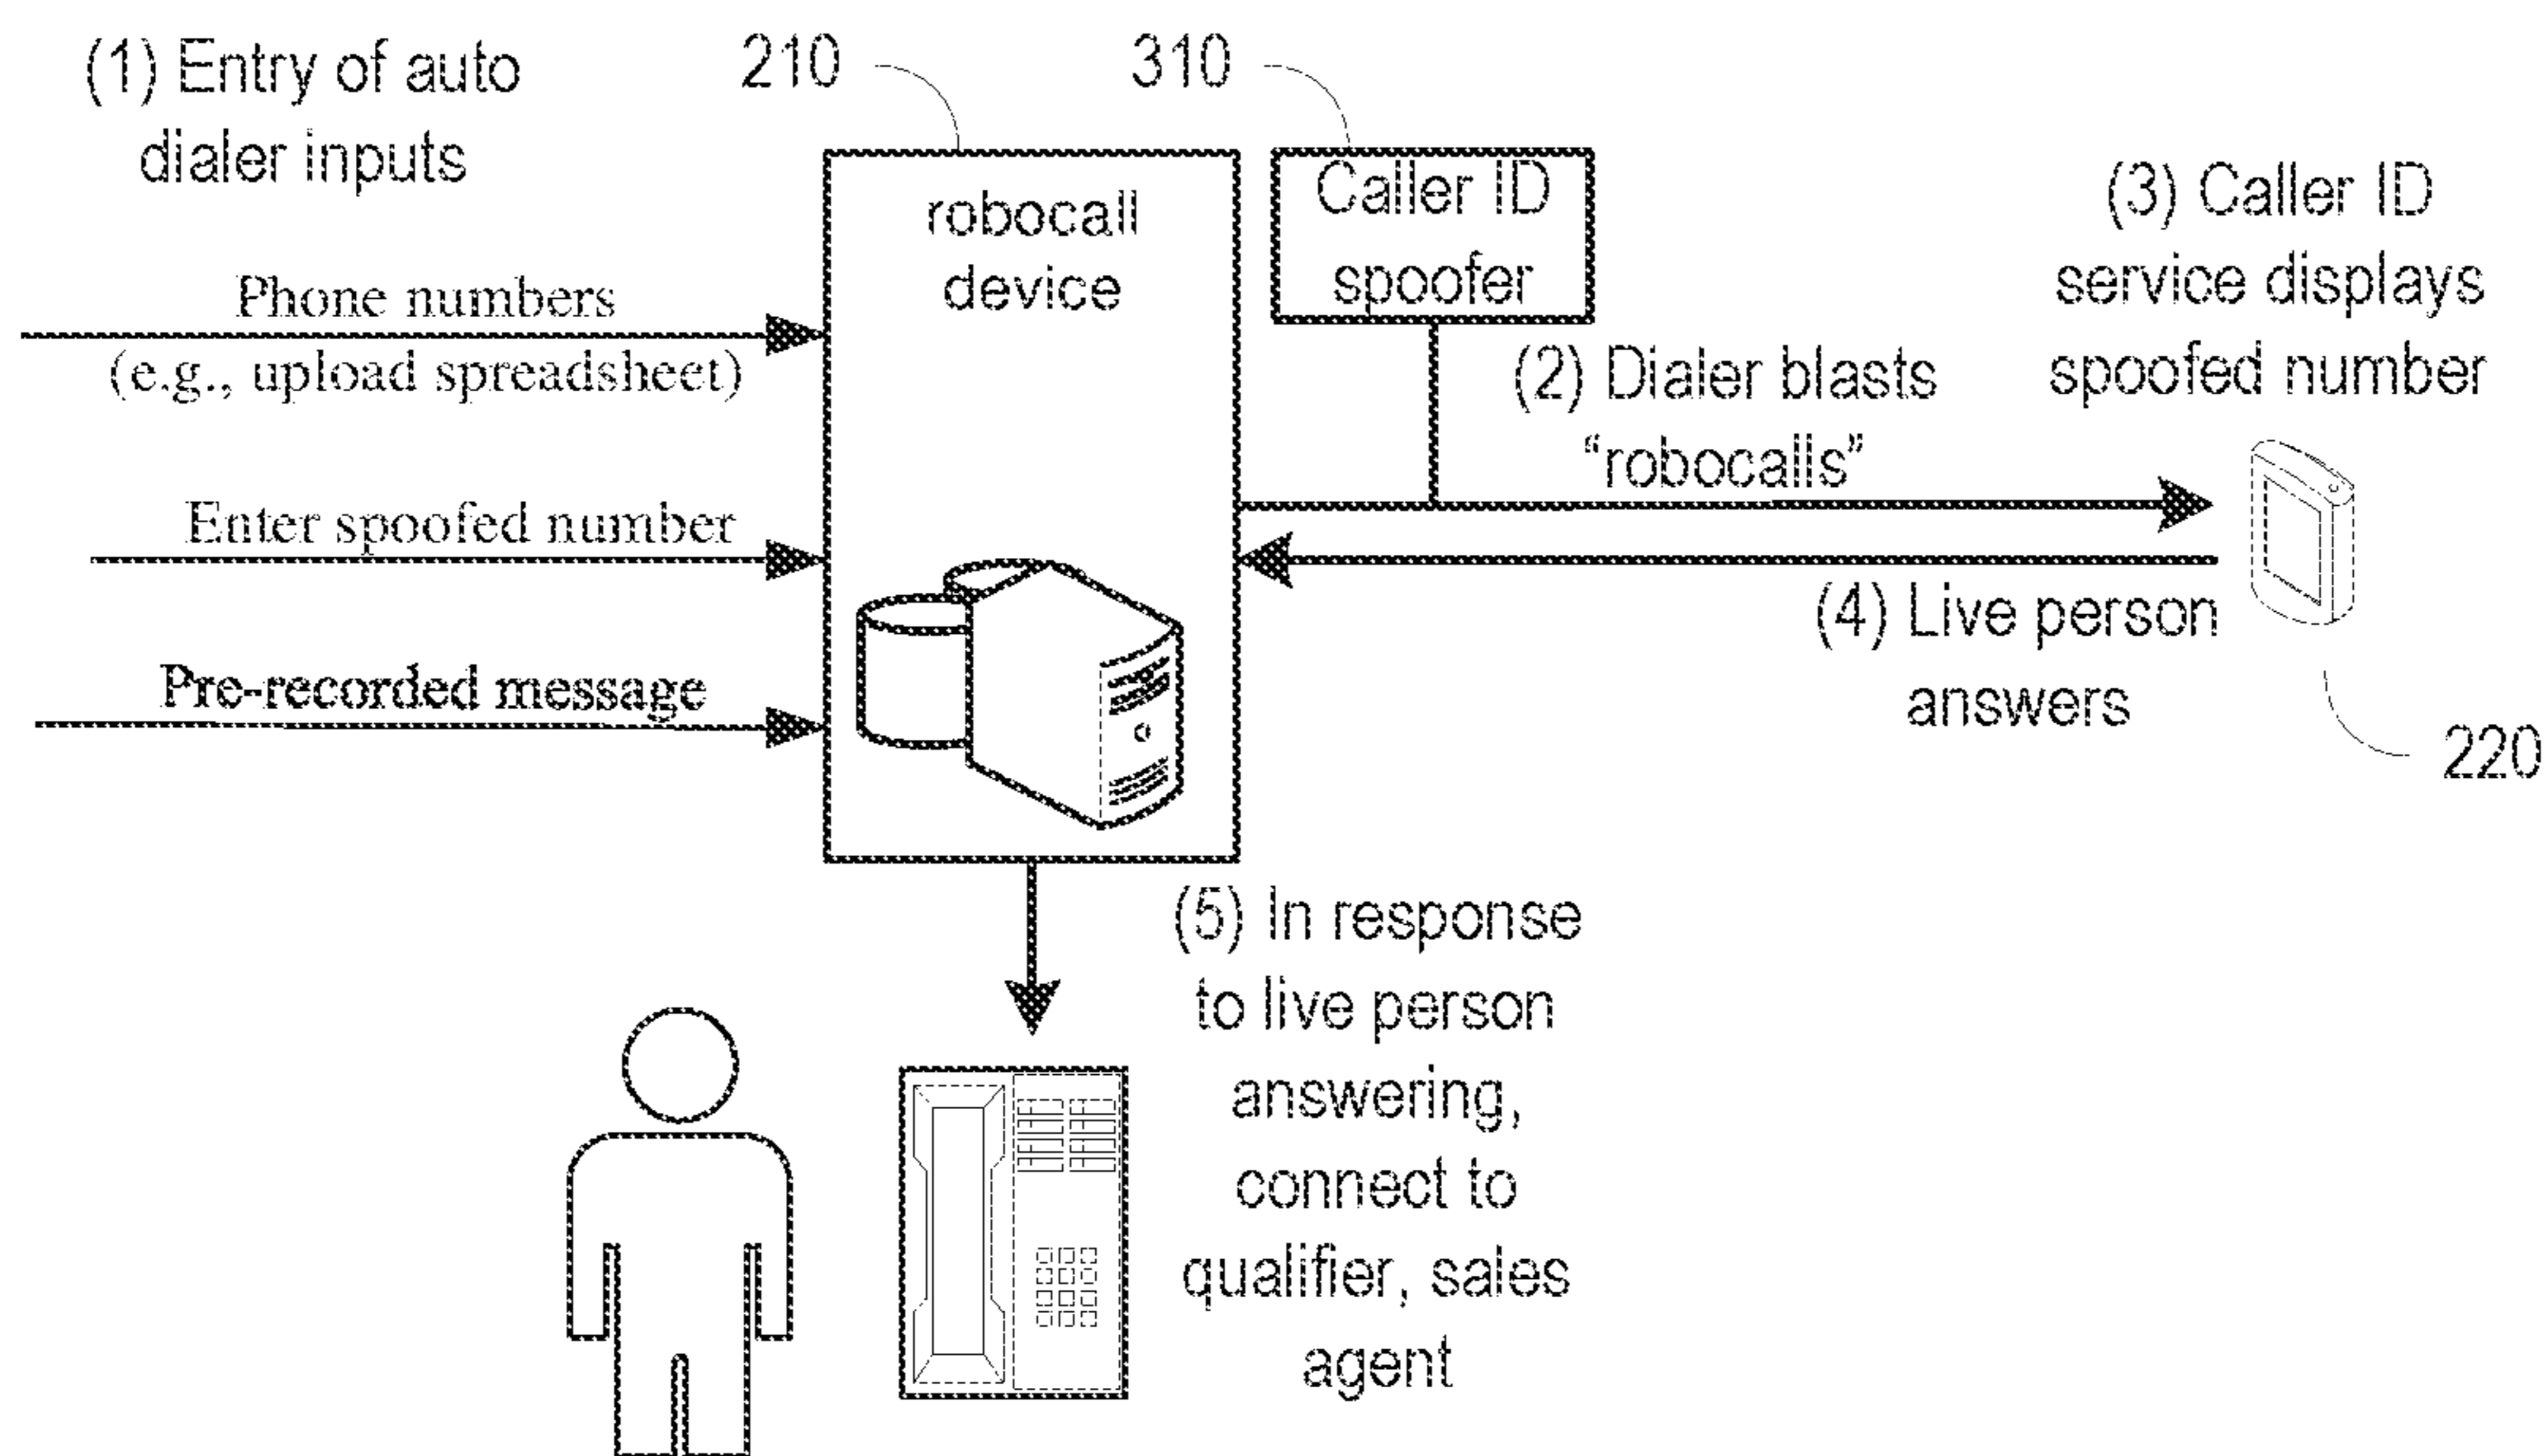 (1) Entry of auto
dialer inputs
210
310
robocall
device
Caller ID
spoofer
(3) Caller ID
service displays
spoofed number
Phone numbers
(e.g., upload spreadsheet)
(2) Dialer blasts
“robocalls”
Enter spoofed number
Pre-recorded message
(4) Live person
answers
220
(5) In response
to live person
answering,
connect to
qualifier, sales
agent